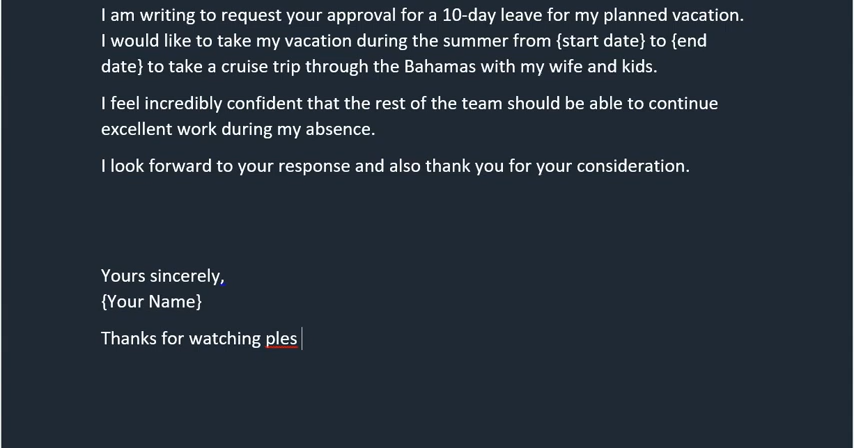 I am writing to request your approval for a 10-day leave for my planned vacation.
I would like to take my vacation during the summer from {start date} to {end
date} to take a cruise trip through the Bahamas with my wife and kids.
I feel incredibly confident that the rest of the team should be able to continue
excellent work during my absence.
I look forward to your response and also thank you for your consideration.
Yours sincerely,
{Your Name}
Thanks for watching ples